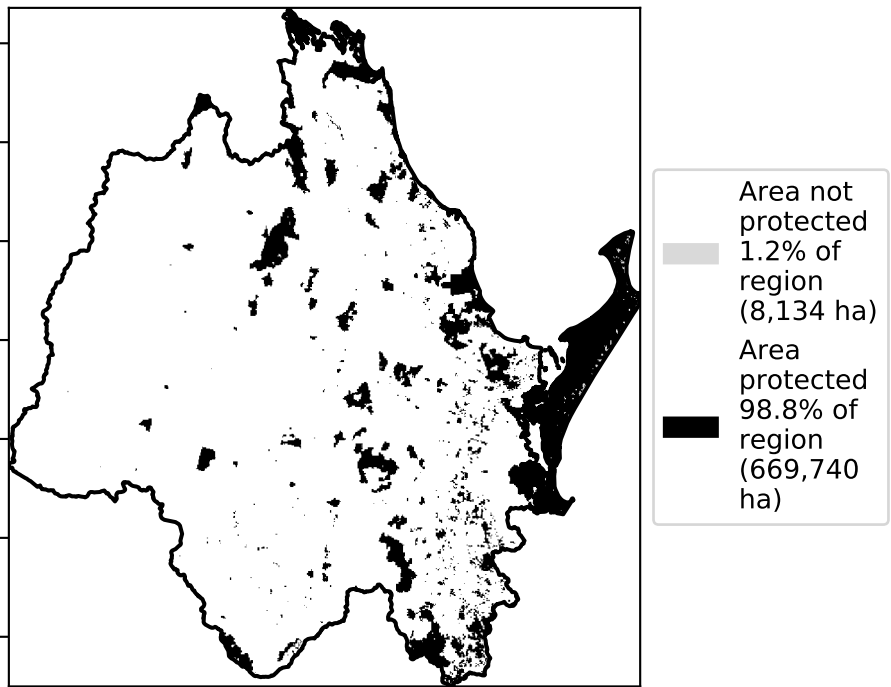 Area not
protected
1.2% of
region
(8,134 ha)
Area
protected
98.8% of
region
(669,740
ha)